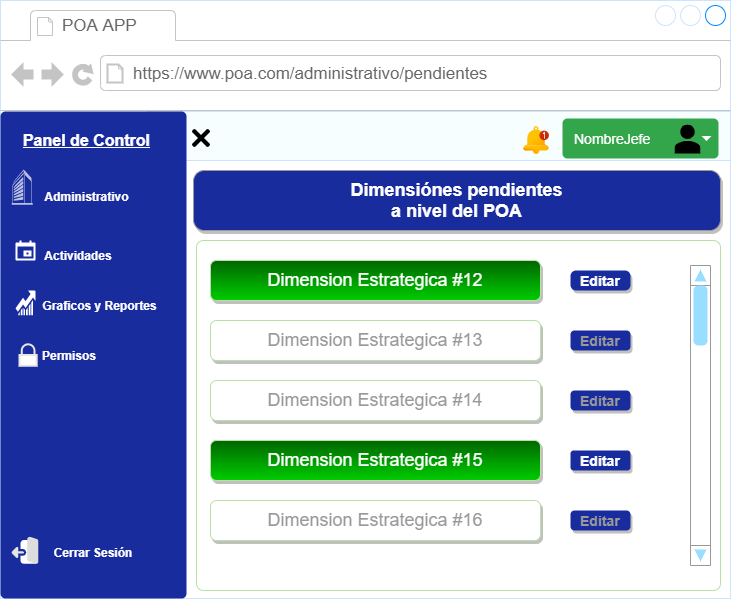 POA APP
https://www.poa.com/administrativo/pendientes
Panel de Control
1
NombreJefe
Administrativo
Dimensiónes pendientes
a nivel del POA
Actividades
Graficos y Reportes
Permisos
Cerrar Sesión
Dimension Estrategica #12
Editar
Dimension Estrategica #13
Editar
Dimension Estrategica #14
Editar
Dimension Estrategica #15
Editar
Dimension Estrategica #16
Editar